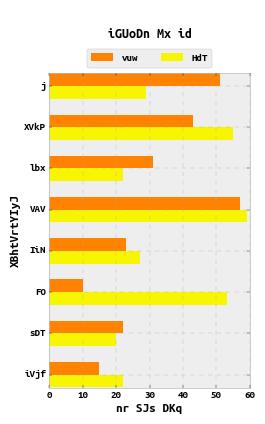 iGUoDn Mx id
vuw HdT
j
XVkP
lbx
VAV
IiN
FO
sDT
iVjf
XBhtVrtYIyJ
0 10 20 30 40 50 60
nr SJs DKq